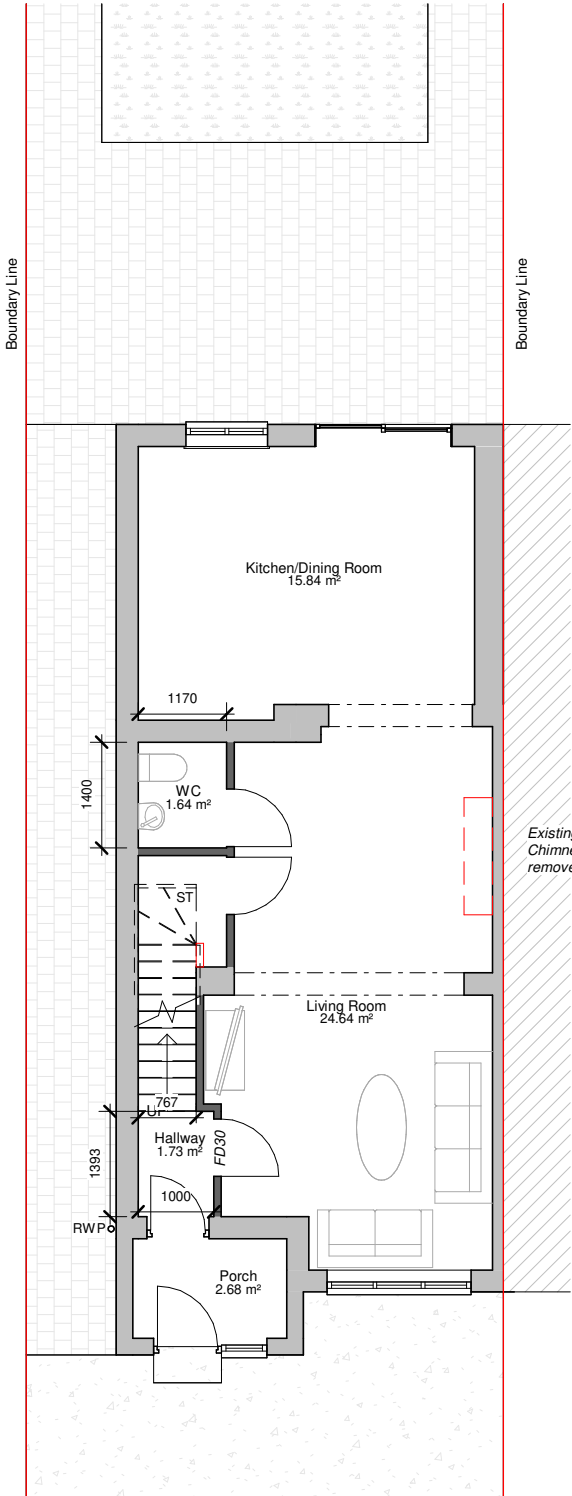 Boundary Line
Boundary Line
Kitchen/Dining Room
15.84 m²
1170
1400
WC
1.64 m²
ST
Existing
Chimne
remove
Living Room
24.64 m²
767
Hallway
1.73 m²
FD30
1393
1000
RWP
Porch
2.68 m²